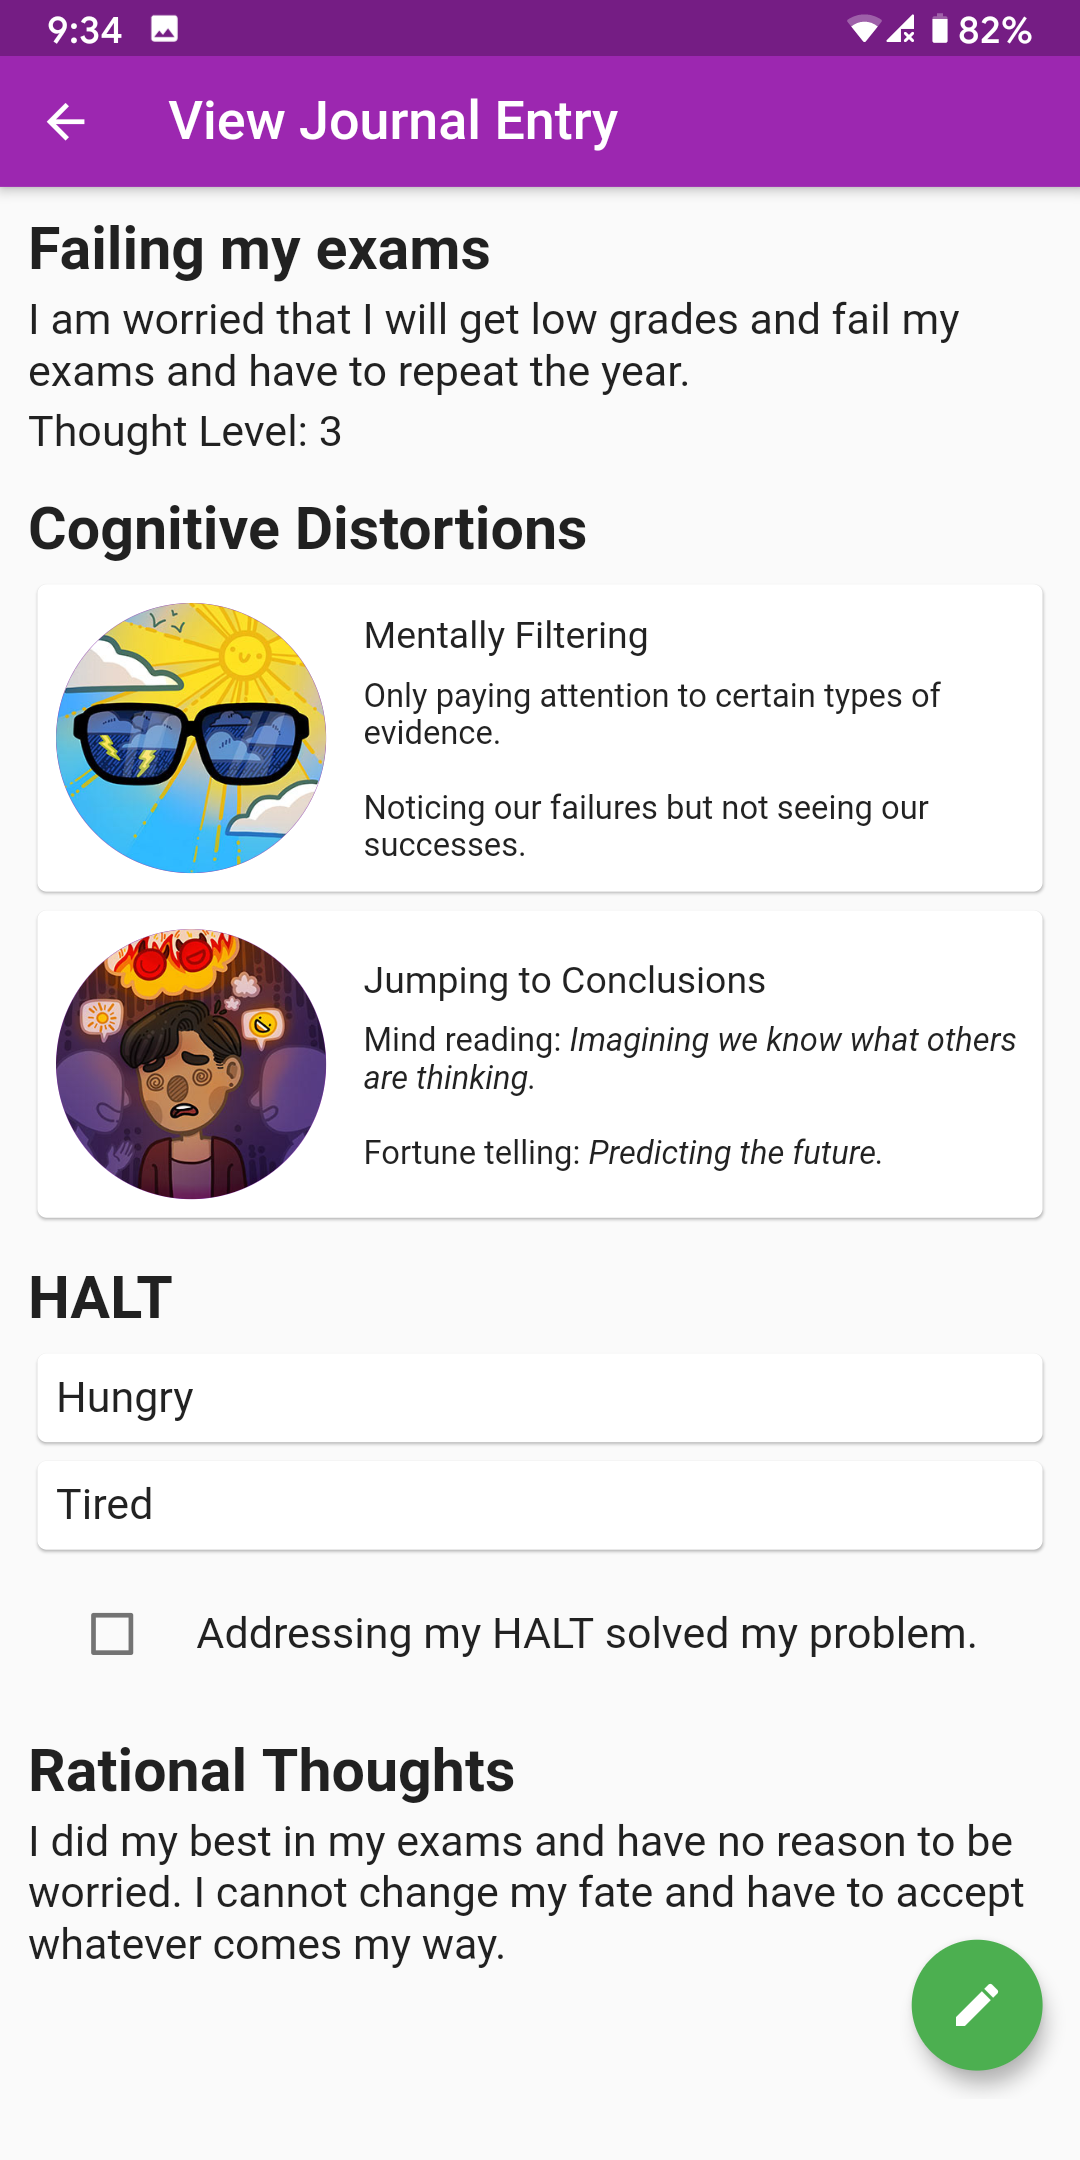 9:34
82%
View Journal Entry
Failing my exams
I am worried that I will get low grades and fail my
exams and have to repeat the year.
Thought Level: 3
Cognitive Distortions
Mentally Filtering
Only paying attention to certain types of
evidence.
Noticing our failures but not seeing our
successes.
Jumping to Conclusions
Mind reading: Imagining we know what others
are thinking.
Fortune telling: Predicting the future.
HALT
Hungry
Tired
Addressing my HALT solved my problem.
Rational Thoughts
I did my best in my exams and have no reason to be
worried. I cannot change my fate and have to accept
whatever comes my way.